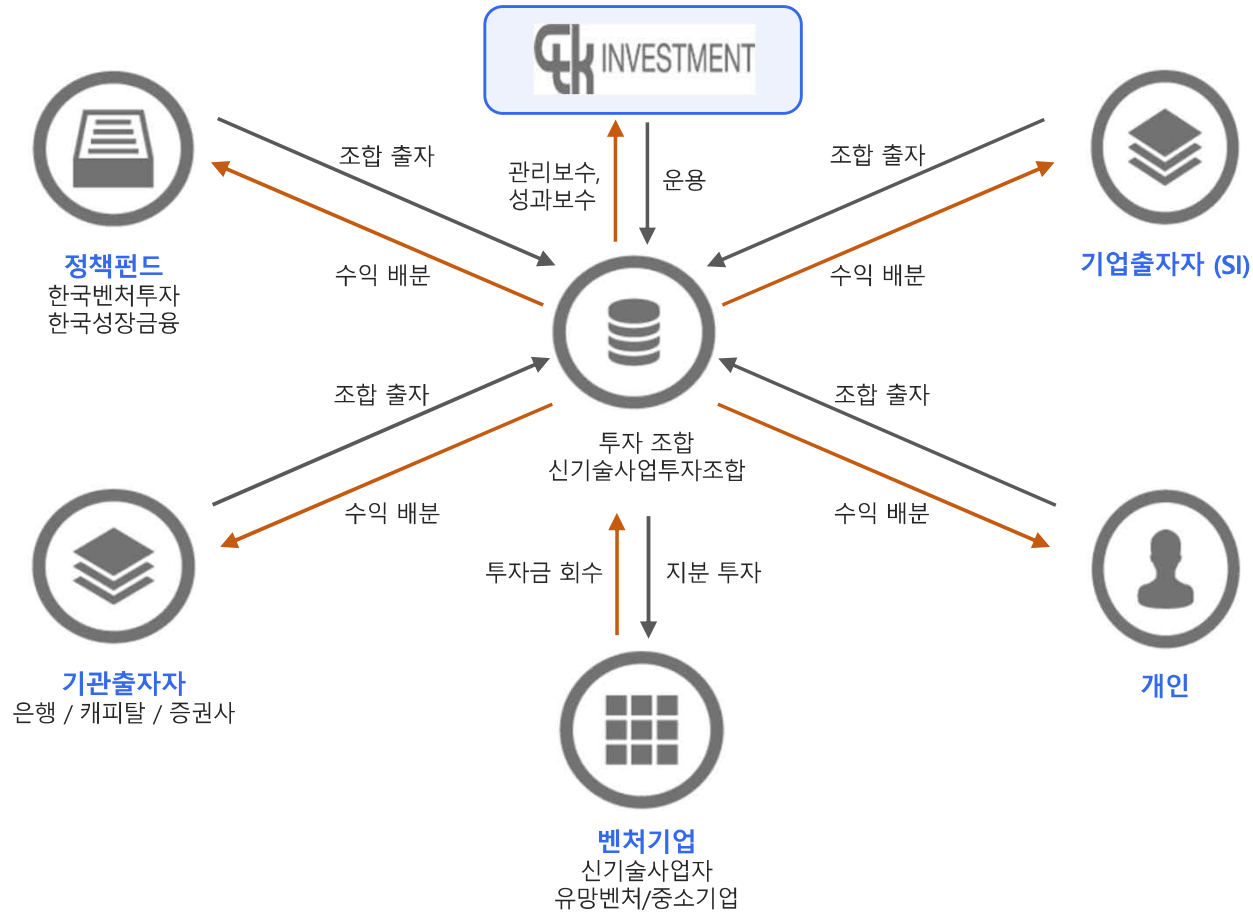 CTK INVESTMENT
조합 출자
관리보수,
성과보수
운용
조합 출자
정책펀드
한국벤처투자
한국성장금융
수익 배분
수익 배분
기업출자자 (SI)
조합 출자
조합 출자
투자 조합
신기술사업투자조합
수익 배분
수익 배분
투자금 회수
지분 투자
기관출자자
은행 / 캐피탈 / 증권사
개인
벤처기업
신기술사업자
유망벤처/중소기업